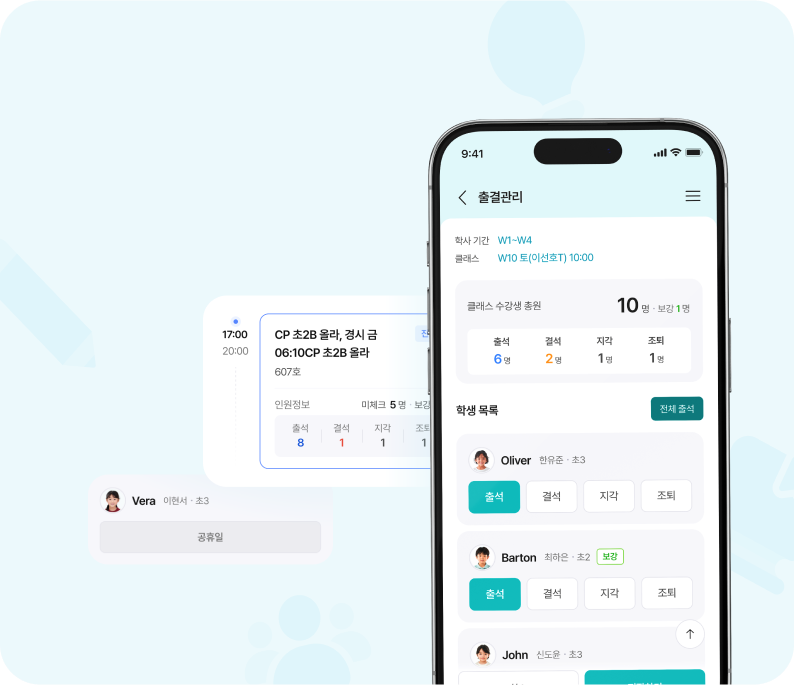 9:41
출결관리
학사 기간 W1~W4
클래스 W10 토(이선호T) 10:00
클래스 수강생 총원 10 명 · 보강 1 명
출석 결석 지각 조퇴
6 명 2 명 1 명 1 명
학생 목록 전체 출석
Oliver 한유준 · 초3
출석 결석 지각 조퇴
Barton 최하은 · 초2 보강
출석 결석 지각 조퇴
John 신도윤 · 초3
17:00
20:00
CP 초2B 올라, 경시 금
06:10CP 초2B 올라
607호
인원정보 미체크 5 명 · 보강
출석 결석 지각
8 1 1 1
Vera 이현서 · 초3
공휴일